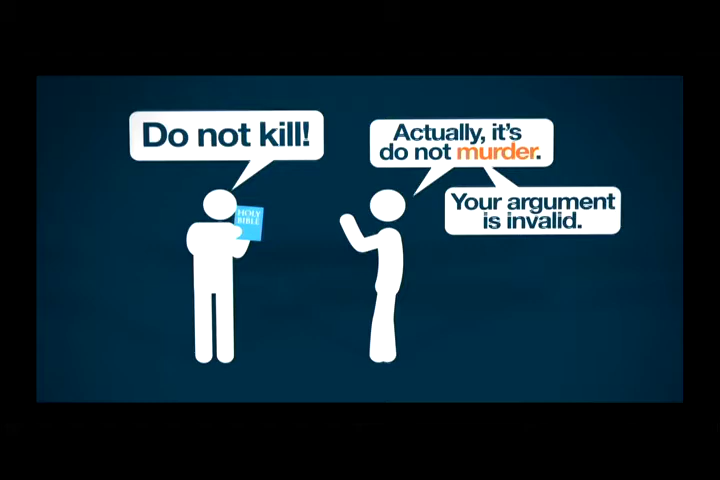 Do not kill!
HOLY
BIBLE
Actually, it's
do not murder.
Your argument
is invalid.